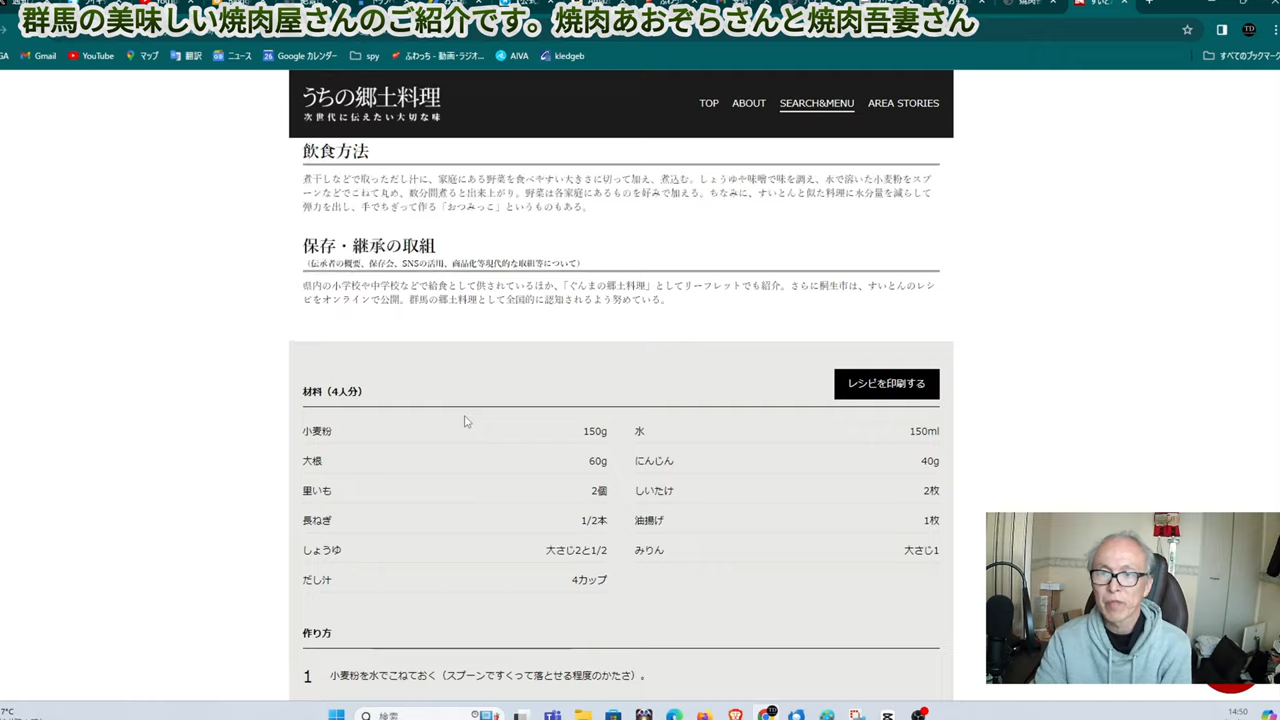 群馬の美味しい焼肉屋さんのご紹介です。焼肉あおぞらさんと焼肉吾妻さん
Gmail YouTube マップ 翻訳 ニュース Google カレンダー spy ふわっち - 動画・ラジオ... AIVA kledgeb すべてのブックマーク
うちの郷土料理
次世代に伝えたい大切な味
TOP ABOUT SEARCH&MENU AREA STORIES
飲食方法
煮干しなどで取っただし汁に、家庭にある野菜を食べやすい大きさに切って加え、煮込む。しょうゆや味噌で味を調え、水で溶いた小麦粉をスプ
ーンなどでこねて丸め、数分間煮ると出来上がり。野菜は各家庭にあるものを好みで加える。ちなみに、すいとんと似た料理に水分量を減らして
弾力を出し、手でちぎって作る「おつみっこ」というものもある。
保存・継承の取組
（伝承者の概要、保存会、SNSの活用、商品化等現代的な取組等について）
県内の小学校や中学校などで給食として供されているほか、「ぐんまの郷土料理」としてリーフレットでも紹介。さらに桐生市は、すいとんのレシ
ピをオンラインで公開。群馬の郷土料理として全国的に認知されるよう努めている。
材料（4人分）
レシピを印刷する
小麦粉 150g 水 150ml
大根 60g にんじん 40g
里いも 2個 しいたけ 2枚
長ねぎ 1/2本 油揚げ 1枚
しょうゆ 大さじ2と1/2 みりん 大さじ1
だし汁 4カップ
作り方
1 小麦粉を水でこねておく（スプーンですくって落とせる程度のかたさ）。
7°C 検索 14:50